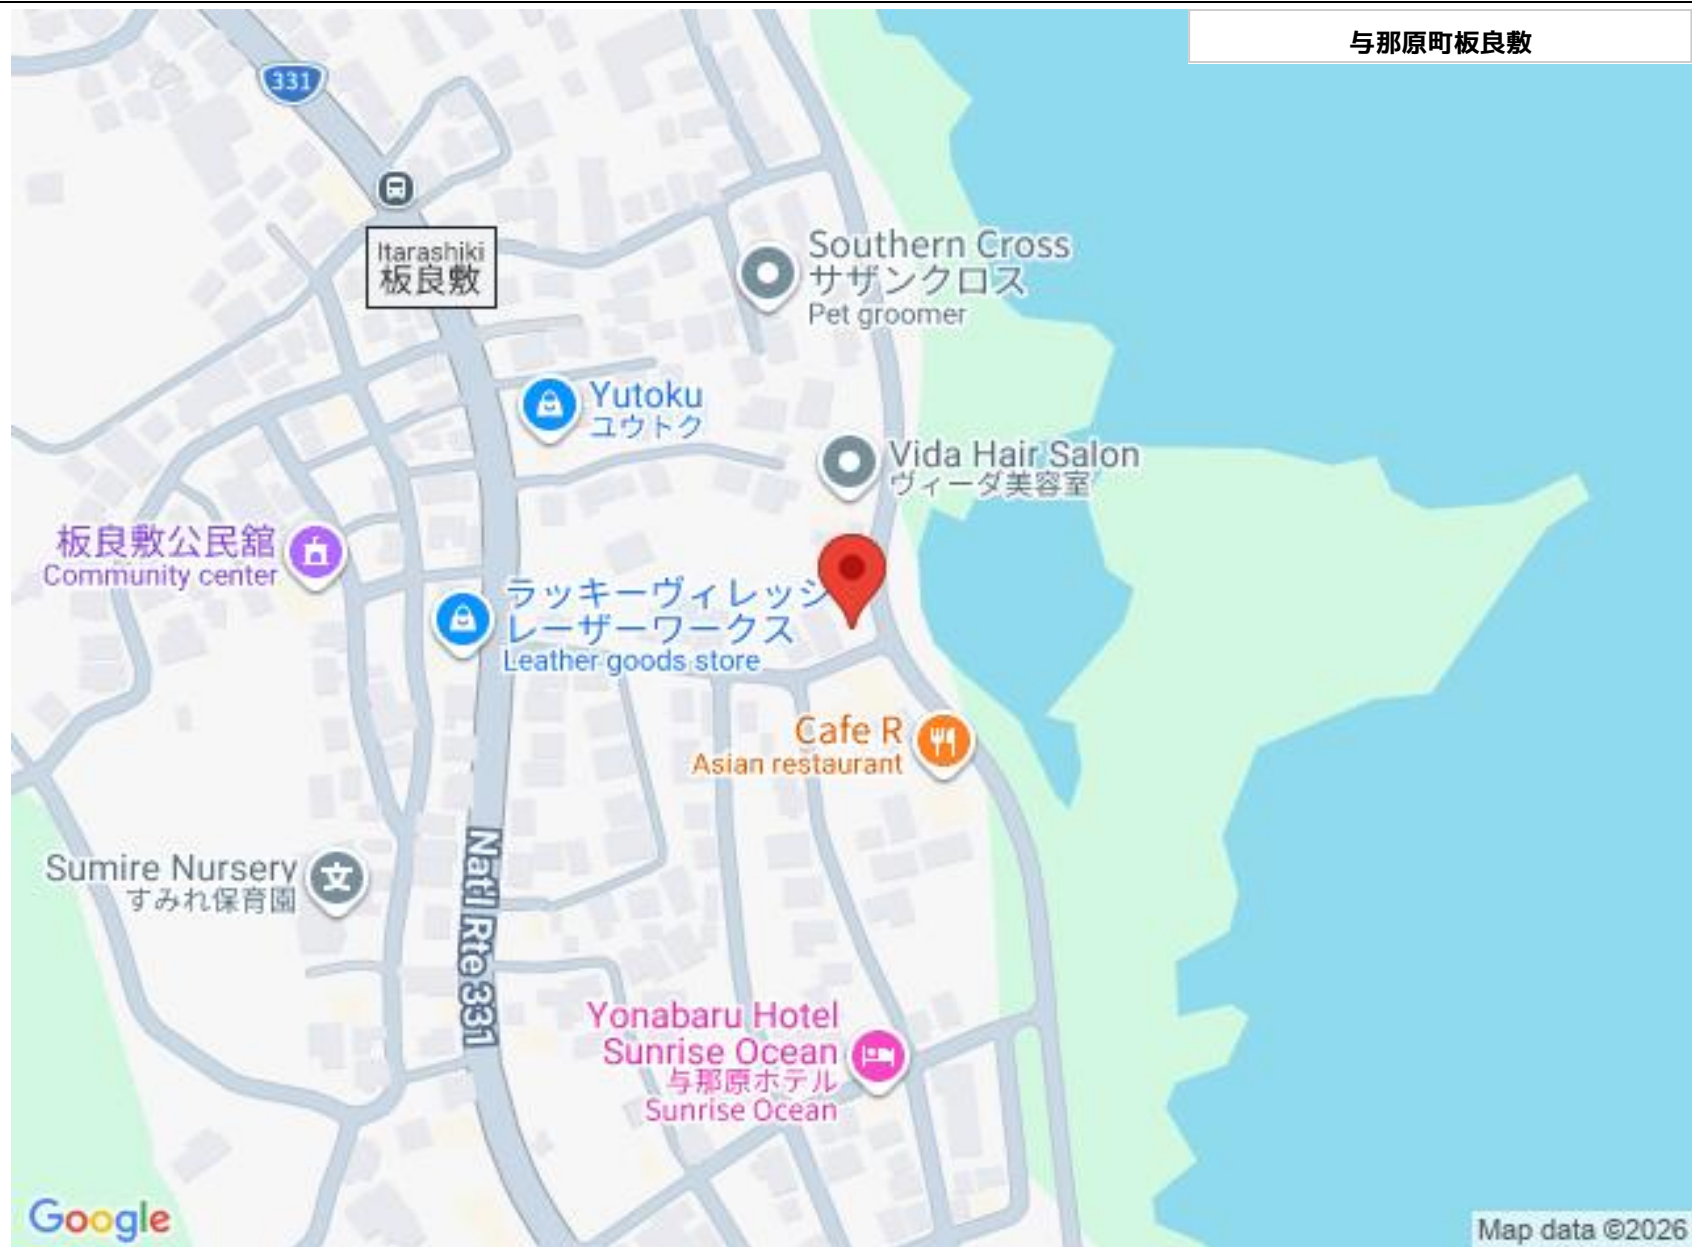 与那原町板良敷
331
Itarashiki
板良敷
Southern Cross
サザンクロス
Pet groomer
Yutoku
ユウトク
Vida Hair Salon
ヴィーダ美容室
板良敷公民舘
Community center
ラッキーヴィレッジ
レーザーワークス
Leather goods store
Cafe R
Asian restaurant
Sumire Nursery
すみれ保育園
文
Nat'l Rte 331
Yonabaru Hotel
Sunrise Ocean
与那原ホテル
Sunrise Ocean
Google
Map data ©2026